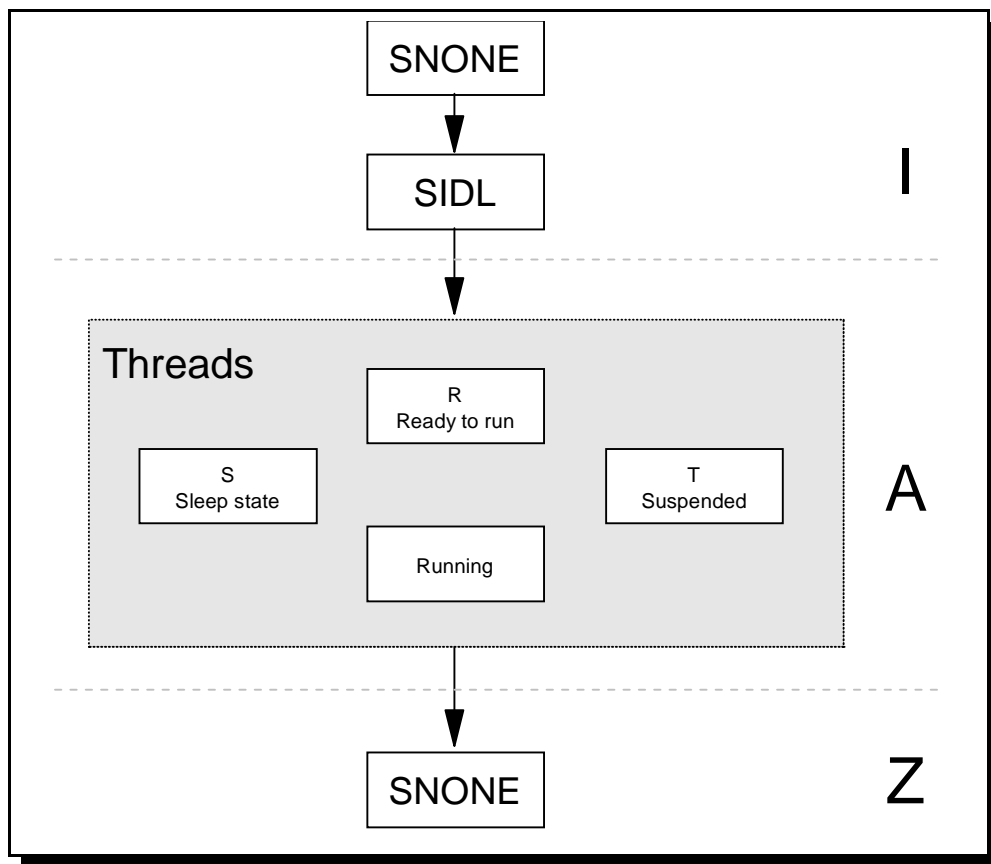 SNONE
I
SIDL
Threads
R
Ready to run
S
Sleep state
T
Suspended
A
Running
SNONE
Z